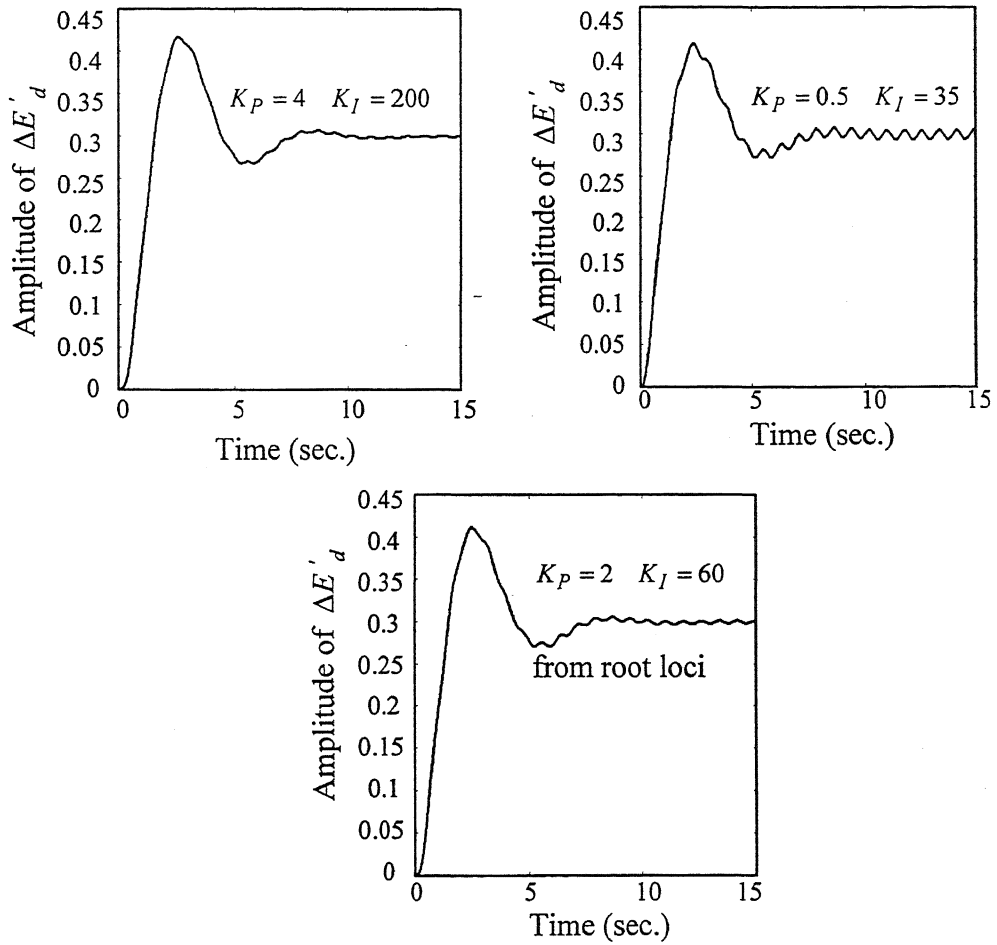 Amplitude of ΔE'd
0.45
0.4
0.35
0.3
0.25
0.2
0.15
0.1
0.05
0
K_P = 4 K_I = 200
0 5 10 15
Time (sec.)
Amplitude of ΔE'd
0.45
0.4
0.35
0.3
0.25
0.2
0.15
0.1
0.05
0
K_P = 0.5 K_I = 35
0 5 10 15
Time (sec.)
Amplitude of ΔE'd
0.45
0.4
0.35
0.3
0.25
0.2
0.15
0.1
0.05
0
K_P = 2 K_I = 60
from root loci
0 5 10 15
Time (sec.)